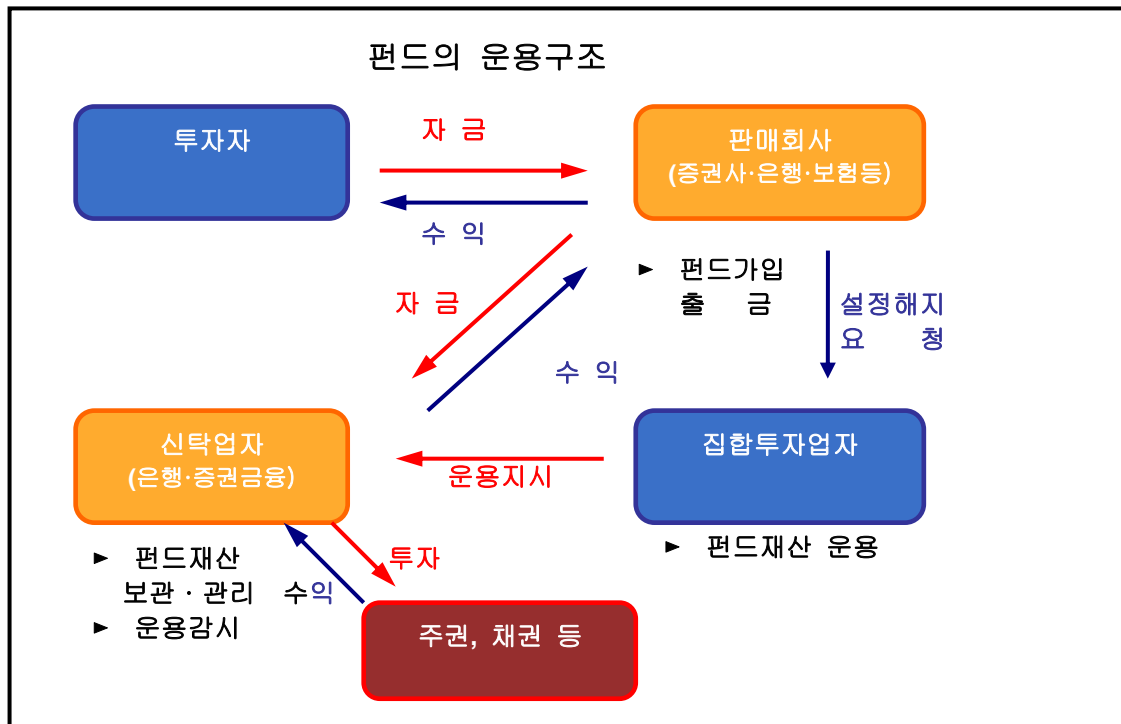 펀드의 운용구조
투자자
자 금
판매회사
(증권사·은행·보험등)
수 익
자 금
► 펀드가입
출 금
설정해지
요 청
수 익
신탁업자
(은행·증권금융)
운용지시
집합투자업자
► 펀드재산
보관 · 관리
► 운용감시
수익
투자
► 펀드재산 운용
주권, 채권 등